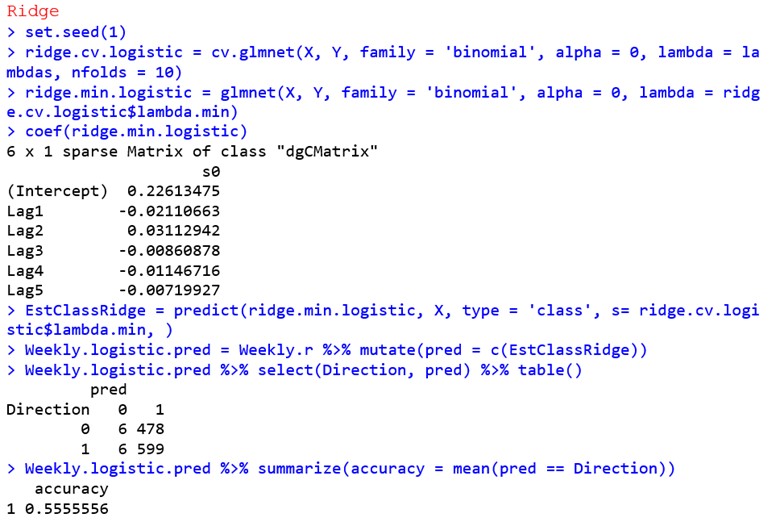 Ridge
> set.seed(1)
> ridge.cv.logistic = cv.glmnet(X, Y, family = 'binomial', alpha = 0, lambda = la
mbdas, nfolds = 10)
> ridge.min.logistic = glmnet(X, Y, family = 'binomial', alpha = 0, lambda = ridg
e.cv.logistic$lambda.min)
> coef(ridge.min.logistic)
6 x 1 sparse Matrix of class "dgCMatrix"
                     s0
(Intercept)  0.22613475
Lag1        -0.02110663
Lag2         0.03112942
Lag3        -0.00860878
Lag4        -0.01146716
Lag5        -0.00719927
> EstClassRidge = predict(ridge.min.logistic, X, type = 'class', s= ridge.cv.logi
stic$lambda.min, )
> Weekly.logistic.pred = Weekly.r %>% mutate(pred = c(EstClassRidge))
> Weekly.logistic.pred %>% select(Direction, pred) %>% table()
         pred
Direction   0   1
        0   6 478
        1   6 599
> Weekly.logistic.pred %>% summarize(accuracy = mean(pred == Direction))
   accuracy
1 0.5555556